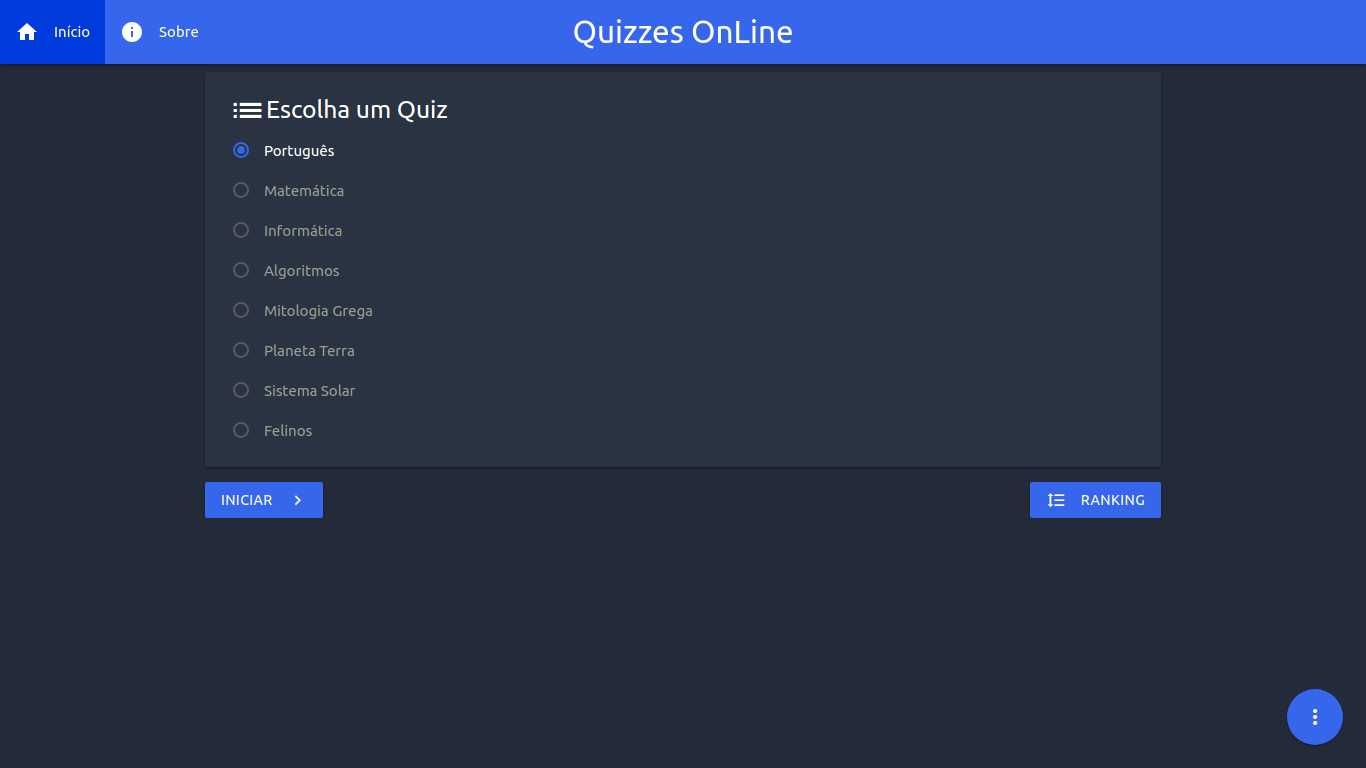 Início
Sobre
Quizzes OnLine
Escolha um Quiz
Português
Matemática
Informática
Algoritmos
Mitologia Grega
Planeta Terra
Sistema Solar
Felinos
INICIAR
RANKING